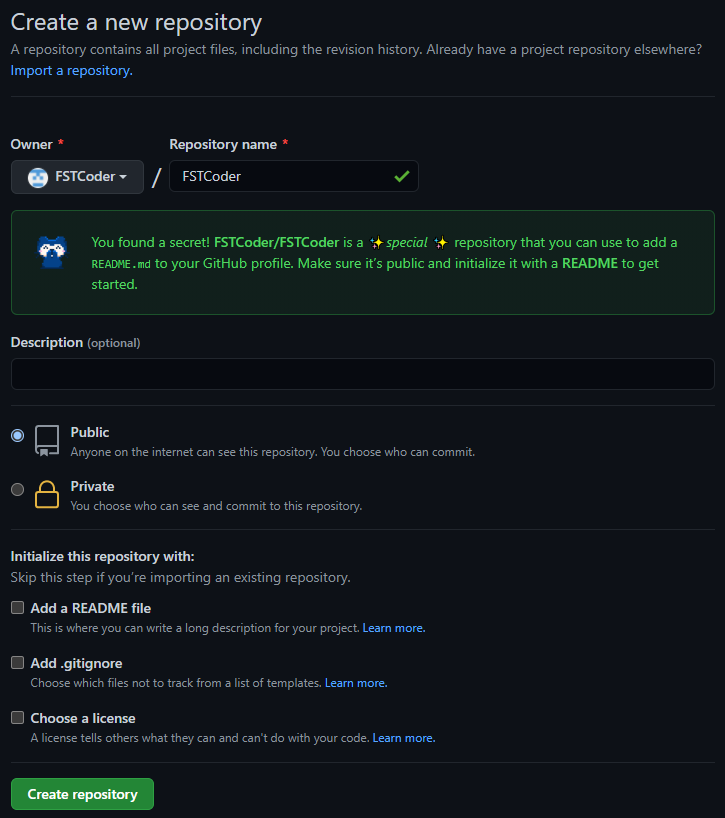 Create a new repository
A repository contains all project files, including the revision history. Already have a project repository elsewhere?
Import a repository.
Owner * Repository name *
FSTCoder / FSTCoder
You found a secret! FSTCoder/FSTCoder is a ✨special ✨ repository that you can use to add a
README.md to your GitHub profile. Make sure it's public and initialize it with a README to get
started.
Description (optional)
Public
Anyone on the internet can see this repository. You choose who can commit.
Private
You choose who can see and commit to this repository.
Initialize this repository with:
Skip this step if you're importing an existing repository.
Add a README file
This is where you can write a long description for your project. Learn more.
Add .gitignore
Choose which files not to track from a list of templates. Learn more.
Choose a license
A license tells others what they can and can't do with your code. Learn more.
Create repository